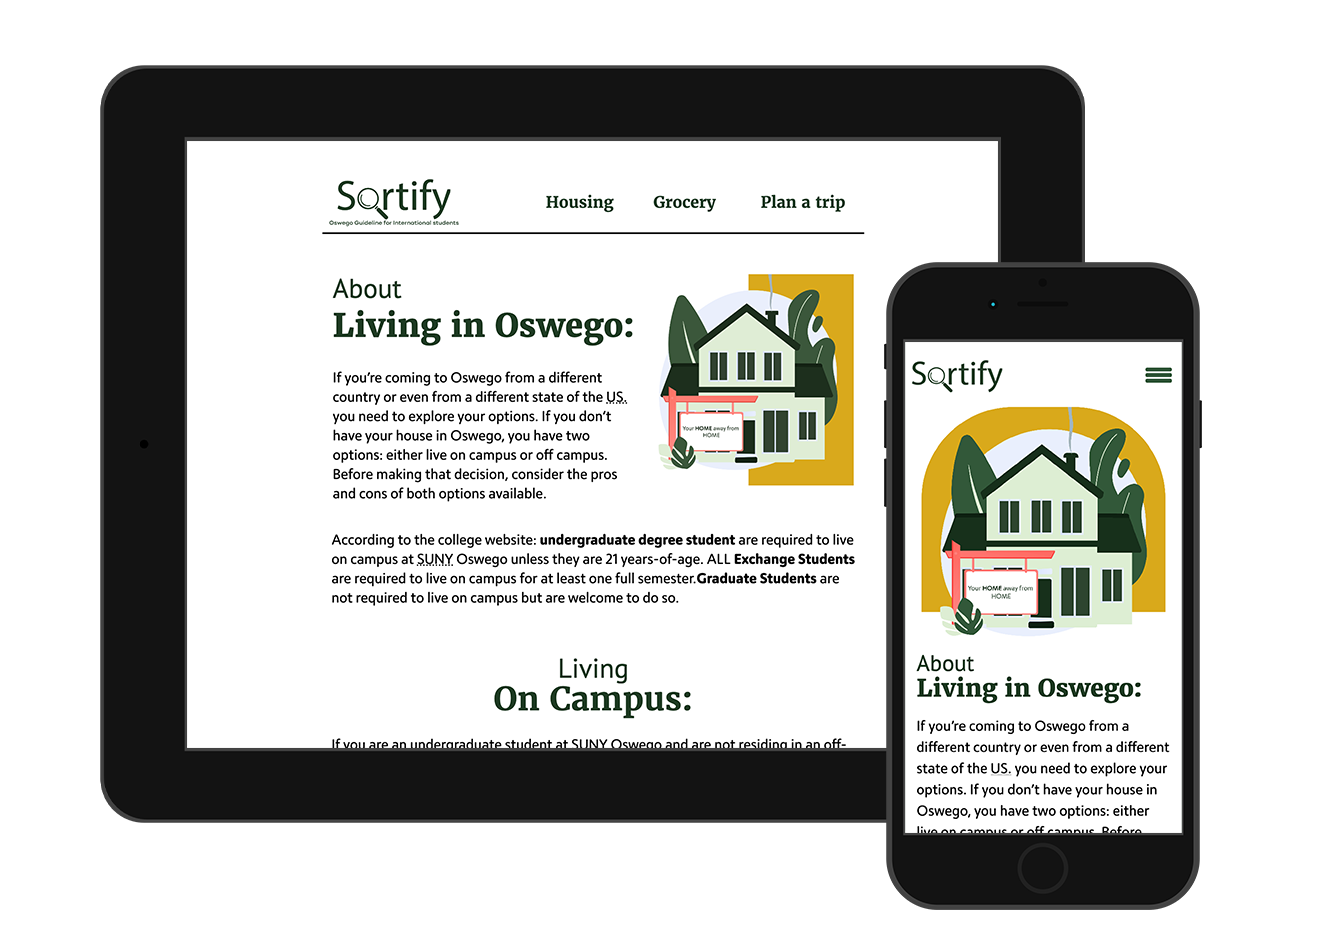 Sortify
Oswego Guideline for International students
Housing
Grocery
Plan a trip
About
Living in Oswego:
If you're coming to Oswego from a different
country or even from a different state of the US.
you need to explore your options. If you don't
have your house in Oswego, you have two
options: either live on campus or off campus.
Before making that decision, consider the pros
and cons of both options available.
Your HOME away from
HOME
According to the college website: undergraduate degree student are required to live
on campus at SUNY Oswego unless they are 21 years-of-age. ALL Exchange Students
are required to live on campus for at least one full semester.Graduate Students are
not required to live on campus but are welcome to do so.
Living
On Campus:
If you are an undergraduate student at SUNY Oswego and are not residing in an off-
Sortify
Your HOME away from
HOME
About
Living in Oswego:
If you're coming to Oswego from a
different country or even from a different
state of the US. you need to explore your
options. If you don't have your house in
Oswego, you have two options: either
live on campus or off campus. Before